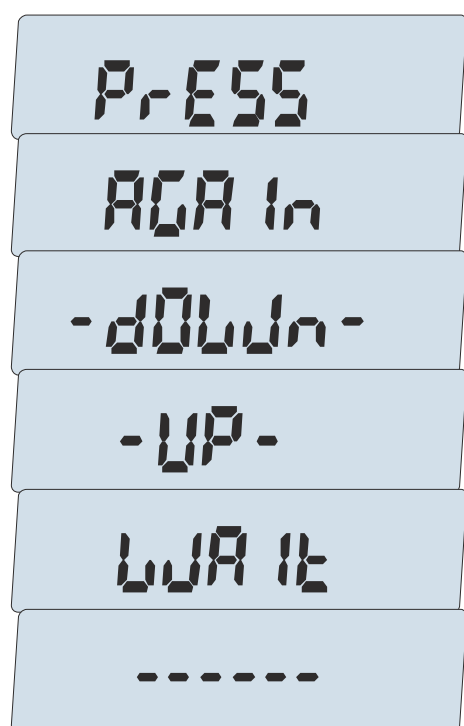 PrESS
AGAIn
-dOWn-
-UP-
WAIt
------